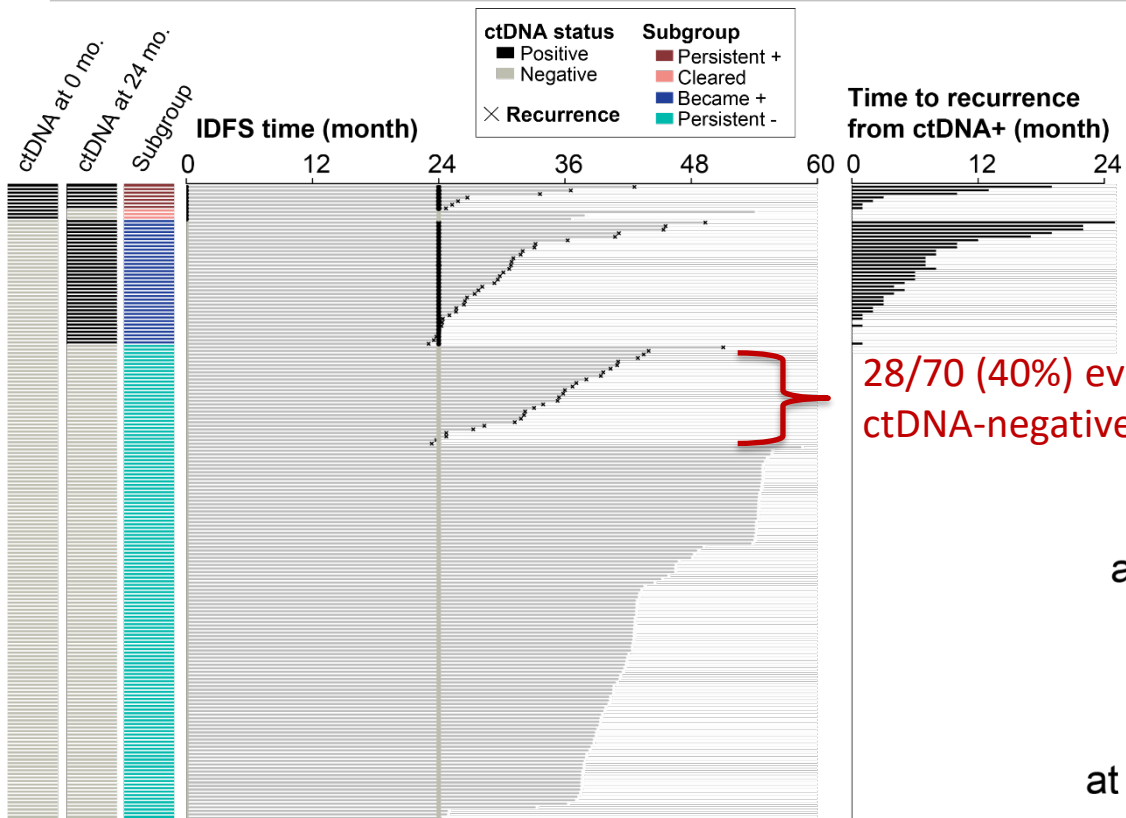 ctDNA status
Positive
Negative
× Recurrence
Subgroup
Persistent +
Cleared
Became +
Persistent -
ctDNA at 0 mo.
ctDNA at 24 mo.
Subgroup
IDFS time (month)
0 12 24 36 48 60
Time to recurrence
from ctDNA+ (month)
0 12 24
28/70 (40%) ev
ctDNA-negative
a
at